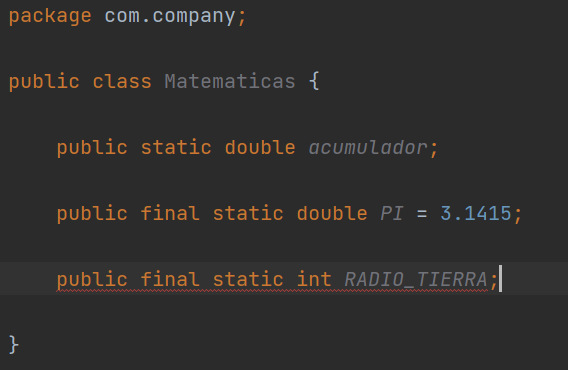 package com.company;
public class Matematicas {
public static double acumulador;
public final static double PI = 3.1415;
public final static int RADIO_TIERRA;
}